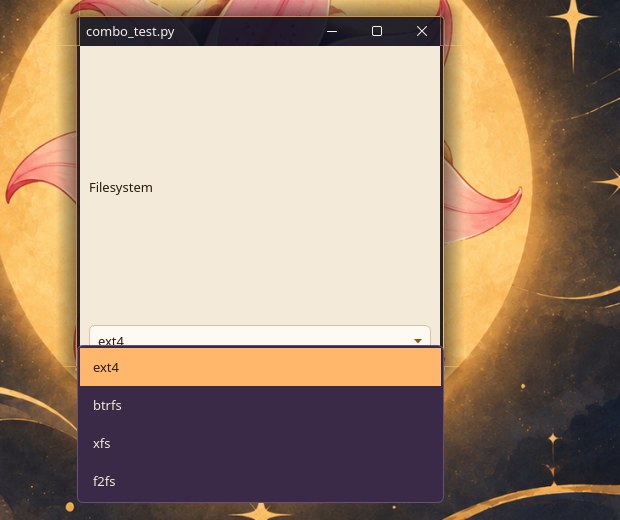 combo_test.py
Filesystem
ext4
ext4
btrfs
xfs
f2fs